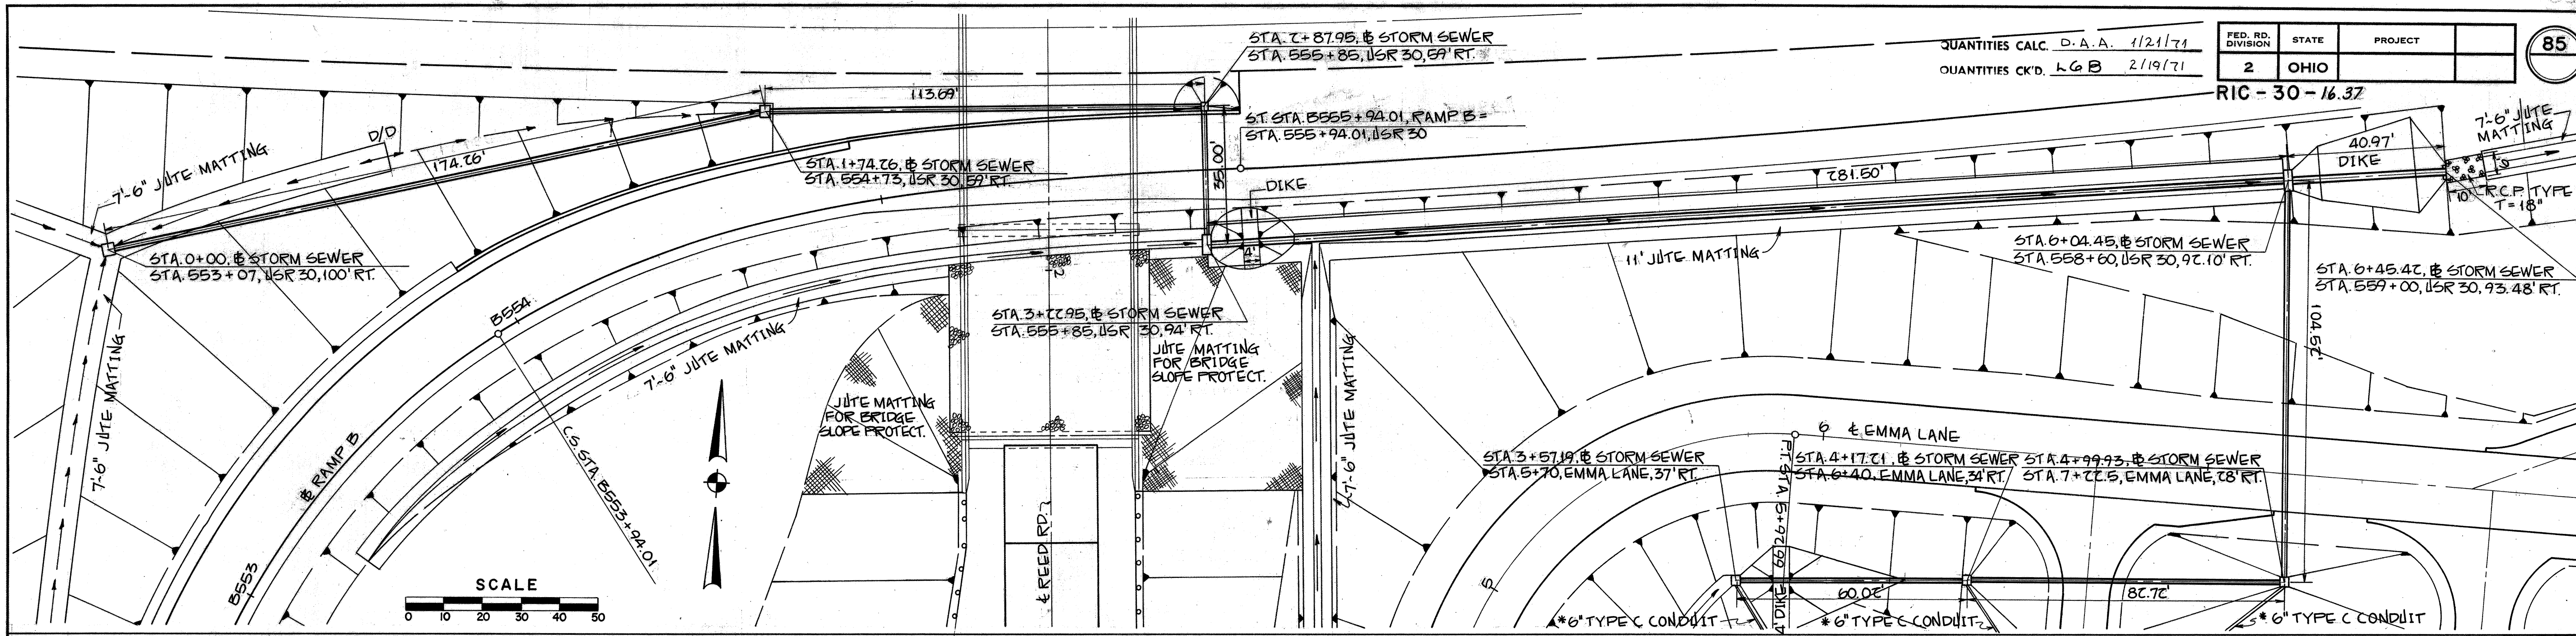 QUANTITIES CALC. D.A.A. 1/21/71
QUANTITIES CK'D. LGB 2/19/71
FED. RD. DIVISION
STATE
PROJECT
2
OHIO
85
RIC-30-16.37
STA. 2+87.95, ⅊ STORM SEWER
STA. 555+85, USR 30, 59' RT.
113.69'
S.T. STA. B555+94.01, RAMP B =
STA. 555+94.01, USR 30
35.00'
D/D
174.26'
7'-6" JUTE MATTING
STA. 1+74.26, ⅊ STORM SEWER
STA. 554+73, USR 30, 59' RT.
STA. 0+00, ⅊ STORM SEWER
STA. 553+07, USR 30, 100' RT.
DIKE
4'
281.50'
40.97'
DIKE
7'-6" JUTE
MATTING
6'
10'
R.C.P. TYPE
T=18"
11' JUTE MATTING
STA. 6+04.45, ⅊ STORM SEWER
STA. 558+60, USR 30, 92.10' RT.
STA. 6+45.42, ⅊ STORM SEWER
STA. 559+00, USR 30, 93.48' RT.
104.52'
2
STA. 3+22.95, ⅊ STORM SEWER
STA. 555+85, USR 30, 94' RT.
JUTE MATTING
FOR BRIDGE
SLOPE PROTECT.
7'-6" JUTE MATTING
B554
7'-6" JUTE MATTING
JUTE MATTING
FOR BRIDGE
SLOPE PROTECT.
7'-6" JUTE MATTING
⅊ RAMP B
C.S. STA. B553+94.01
B553
SCALE
0 10 20 30 40 50
℄ REED RD.
6 ℄ EMMA LANE
STA. 3+57.19, ⅊ STORM SEWER
STA. 5+70, EMMA LANE, 37' RT.
P.T. STA. 5+29.69
STA. 4+17.21, ⅊ STORM SEWER
STA. 6+40, EMMA LANE, 34' RT.
STA. 4+99.93, ⅊ STORM SEWER
STA. 7+22.5, EMMA LANE, 28' RT.
5
4' DIKE
60.02'
82.72'
*6" TYPE C CONDUIT
*6" TYPE C CONDUIT
*6" TYPE C CONDUIT